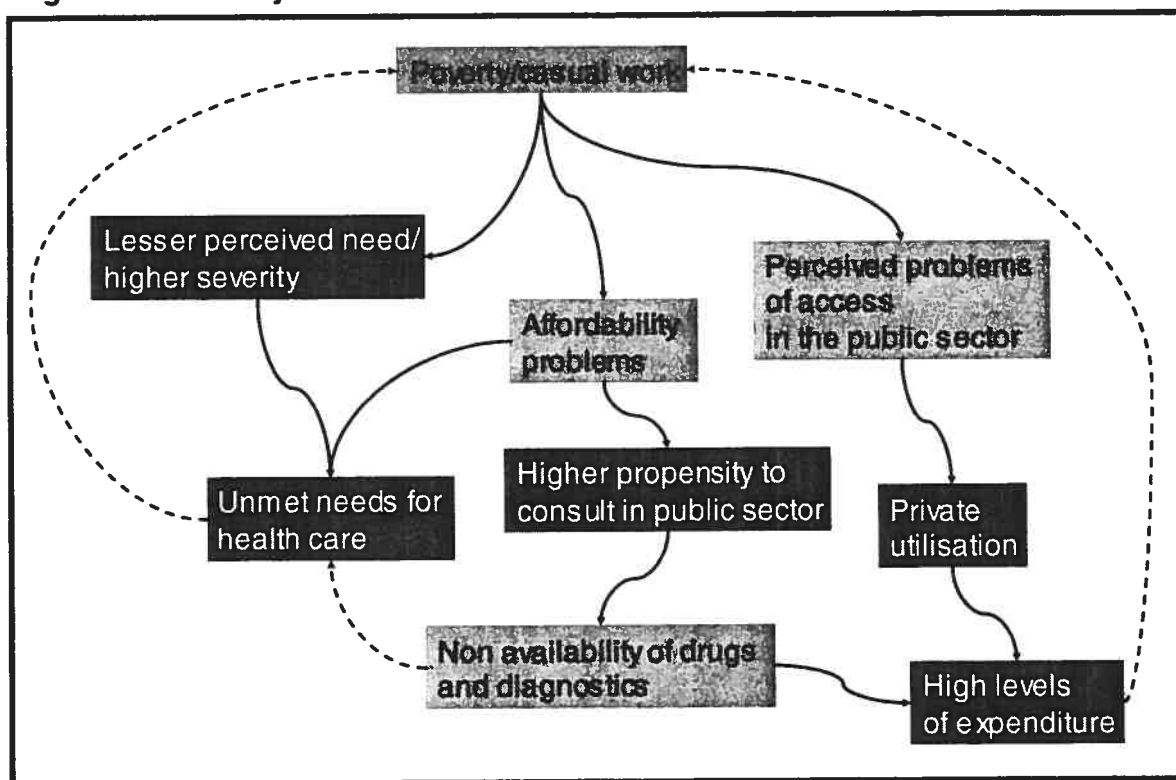 Poverty/casual work
Lesser perceived need/
higher severity
Perceived problems
of access
in the public sector
Affordability
problems
Unmet needs for
health care
Higher propensity to
consult in public sector
Private
utilisation
Non availability of drugs
and diagnostics
High levels
of expenditure